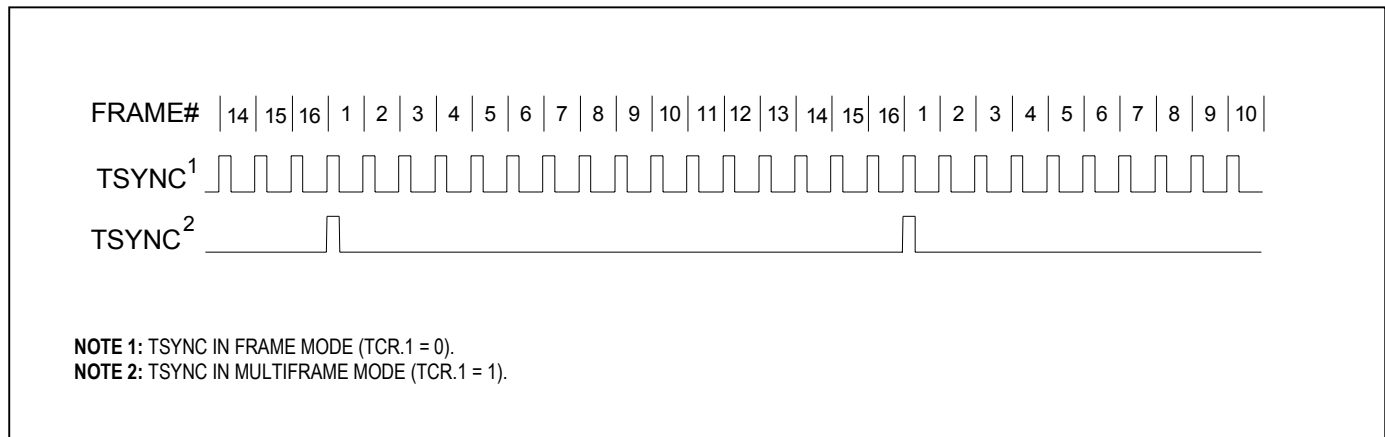 FRAME# 14 15 16 1 2 3 4 5 6 7 8 9 10 11 12 13 14 15 16 1 2 3 4 5 6 7 8 9 10
TSYNC1
TSYNC2
NOTE 1: TSYNC IN FRAME MODE (TCR.1 = 0).
NOTE 2: TSYNC IN MULTIFRAME MODE (TCR.1 = 1).